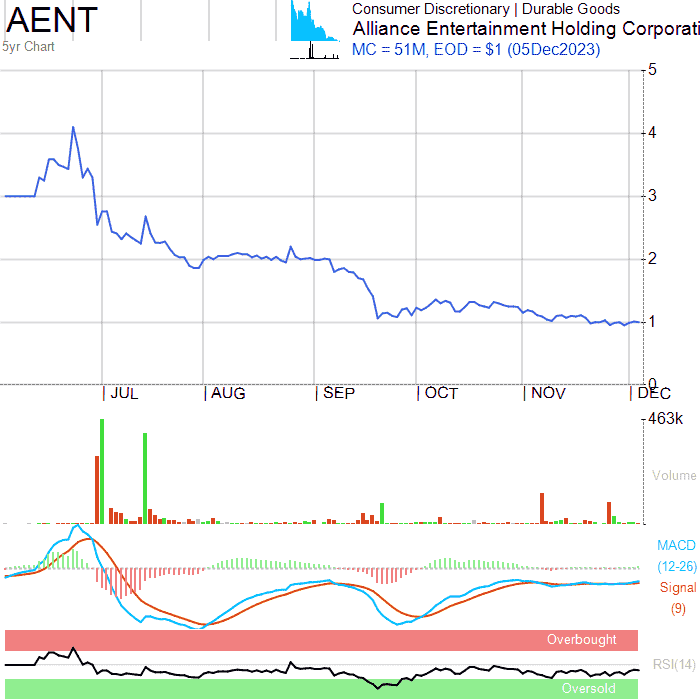 AENT
5yr Chart
Consumer Discretionary | Durable Goods
Alliance Entertainment Holding Corporati
MC = 51M, EOD = $1 (05Dec2023)
5
4
3
2
1
0
JUL AUG SEP OCT NOV DEC
463k
Volume
MACD
(12-26)
Signal
(9)
Overbought
RSI(14)
Oversold